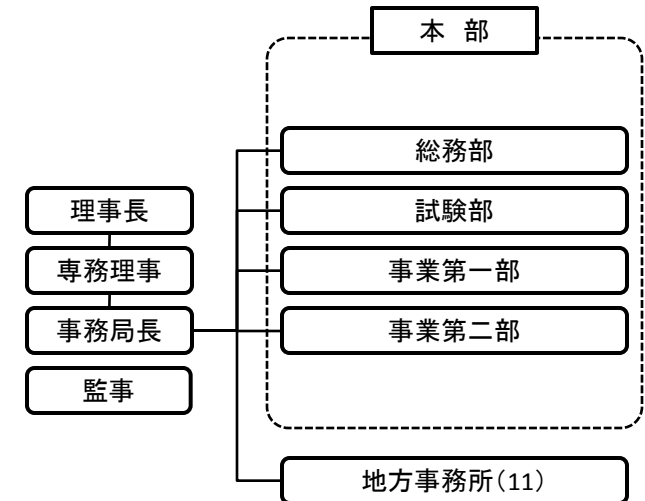 本 部
総務部
試験部
事業第一部
事業第二部
理事長
専務理事
事務局長
監事
地方事務所(11)